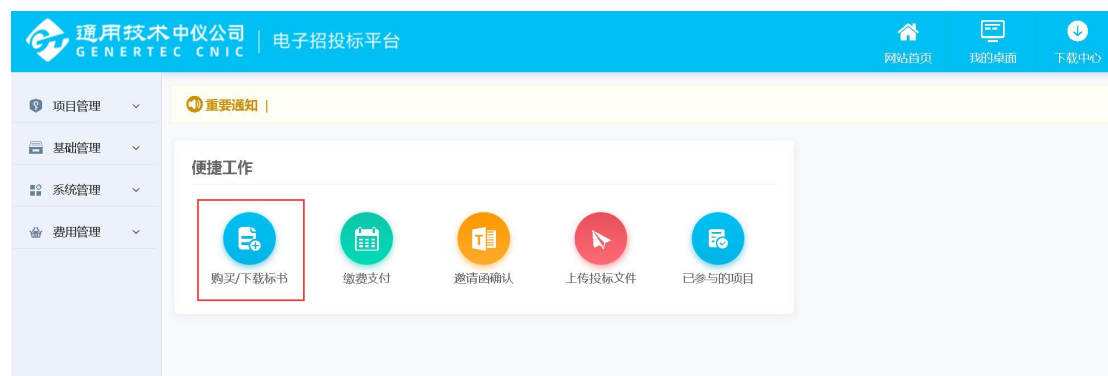 通用技术中仪公司
GENERTEC CNIC
电子招投标平台
网站首页
我的桌面
下载中心
项目管理
基础管理
系统管理
费用管理
重要通知 |
便捷工作
购买/下载标书
缴费支付
邀请函确认
上传投标文件
已参与的项目